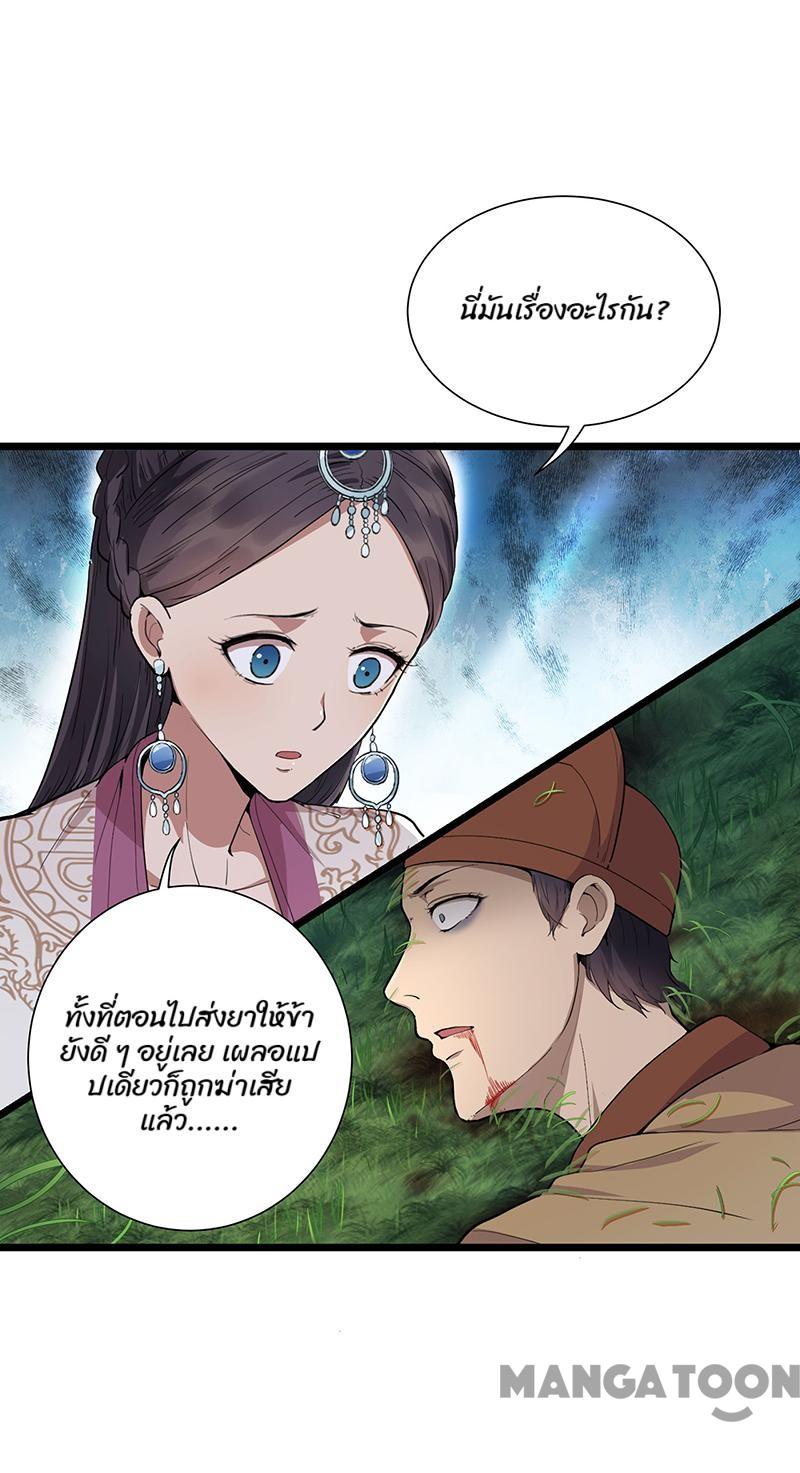 นี่มันเรื่องอะไรกัน?
ทั้งที่ตอนไปส่งยาให้ข้า
ยังดี ๆ อยู่เลย เผลอแป
ปเดียวก็ถูกฆ่าเสีย
แล้ว......
MANGATOON